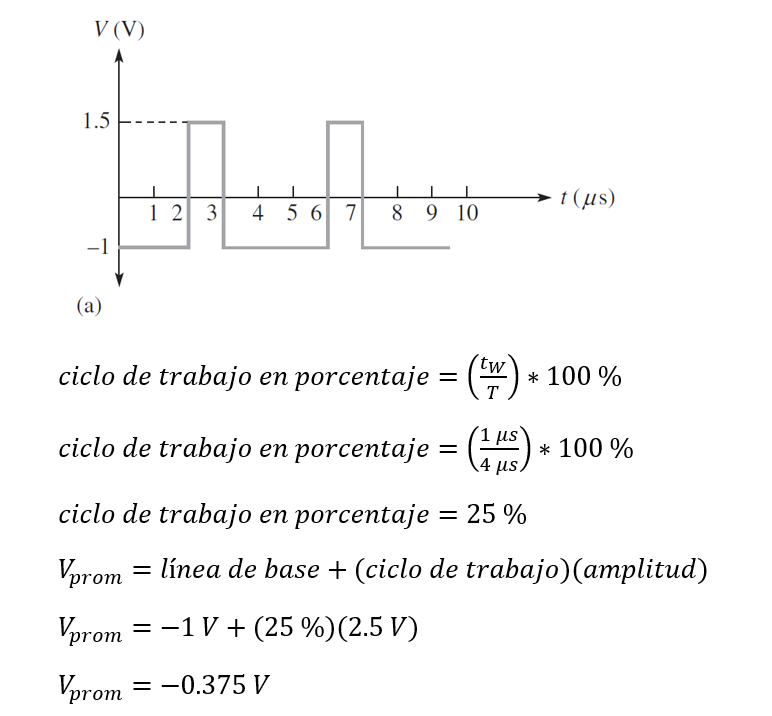 V (V)
1.5
1 2 3 4 5 6 7 8 9 10
t (μs)
−1
(a)
ciclo de trabajo en porcentaje = (t_W / T) ∗ 100 %
ciclo de trabajo en porcentaje = (1 μs / 4 μs) ∗ 100 %
ciclo de trabajo en porcentaje = 25 %
V_prom = línea de base + (ciclo de trabajo)(amplitud)
V_prom = −1 V + (25 %)(2.5 V)
V_prom = −0.375 V